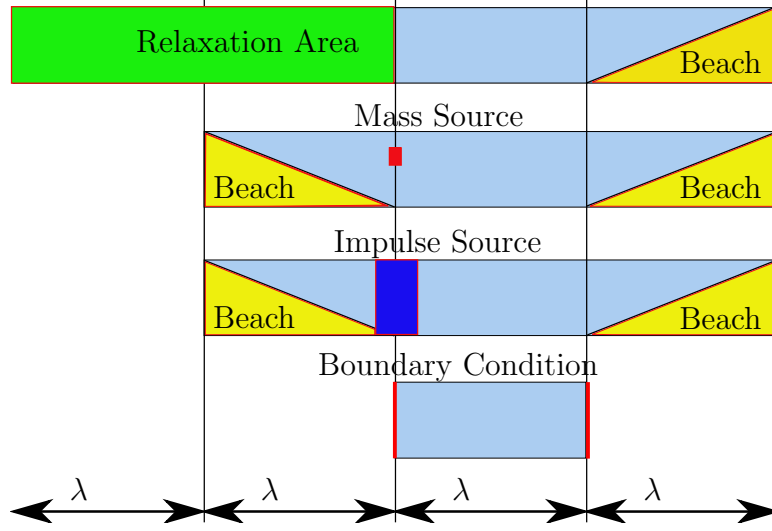 Relaxation Area
Beach
Mass Source
Beach
Beach
Impulse Source
Beach
Beach
Boundary Condition
λ
λ
λ
λ